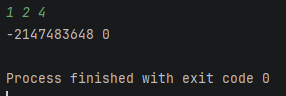 1 2 4
-2147483648 0
Process finished with exit code 0